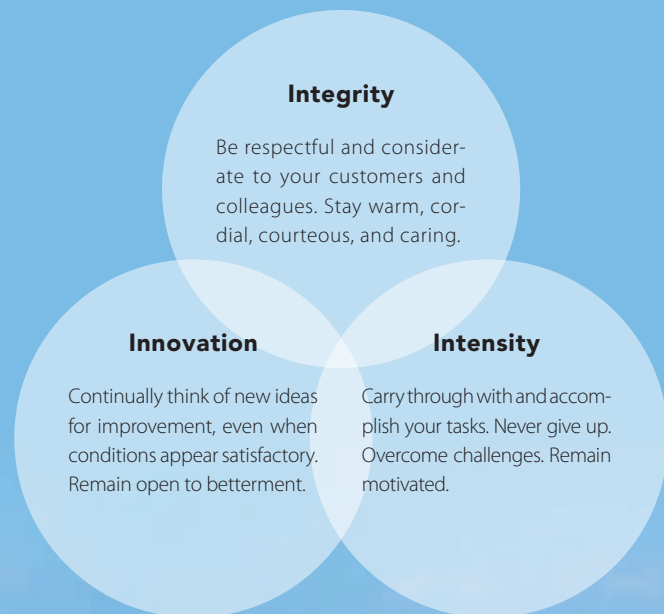 Integrity
Be respectful and consider-
ate to your customers and
colleagues. Stay warm, cor-
dial, courteous, and caring.
Innovation
Continually think of new ideas
for improvement, even when
conditions appear satisfactory.
Remain open to betterment.
Intensity
Carry through with and accom-
plish your tasks. Never give up.
Overcome challenges. Remain
motivated.